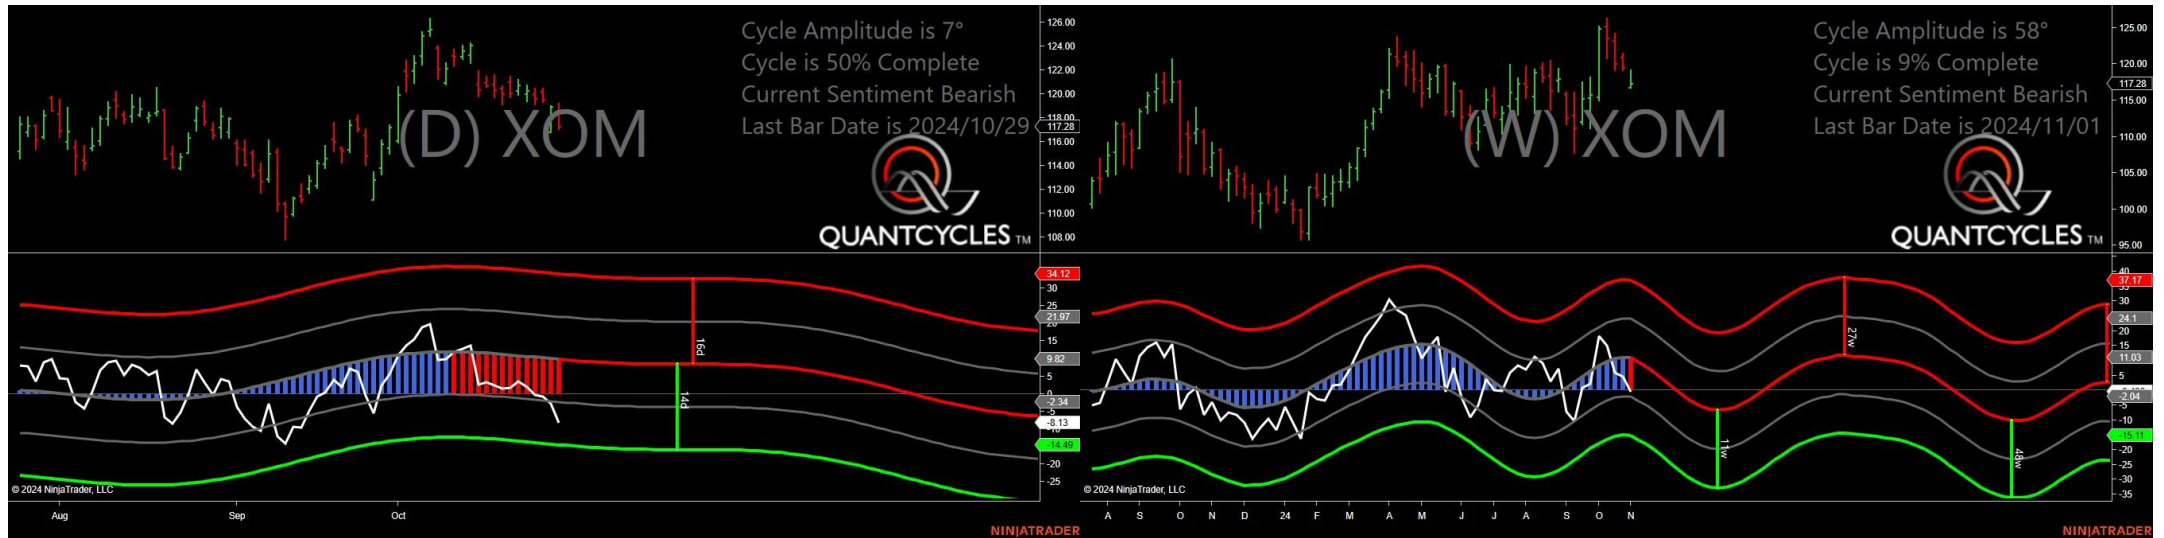 Cycle Amplitude is 7°
Cycle is 50% Complete
Current Sentiment Bearish
Last Bar Date is 2024/10/29
(D) XOM
QUANTCYCLES TM
126.00
124.00
122.00
120.00
118.00
117.28
116.00
114.00
112.00
110.00
108.00
34.12
30
25
21.97
15
9.82
5
-2.34
-5
-8.13
-14.49
-20
-25
16d
14d
© 2024 NinjaTrader, LLC
Aug Sep Oct
NINJATRADER
Cycle Amplitude is 58°
Cycle is 9% Complete
Current Sentiment Bearish
Last Bar Date is 2024/11/01
(W) XOM
QUANTCYCLES TM
125.00
120.00
117.28
115.00
110.00
105.00
100.00
95.00
40
37.17
30
24.1
20
15
11.03
5
-2.04
-5
-10
-15.11
-20
-25
-30
-35
27w
11w
48w
© 2024 NinjaTrader, LLC
A S O N D 24 F M A M J J A S O N
NINJATRADER